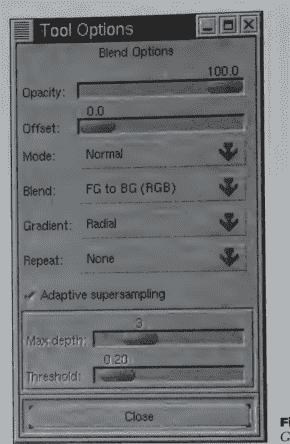 Tool Options
Blend Options
100.0
Opacity:
0.0
Offset:
Mode: Normal
Blend: FG to BG (RGB)
Gradient: Radial
Repeat: None
Adaptive supersampling
3
Max depth:
0.20
Threshold:
Close